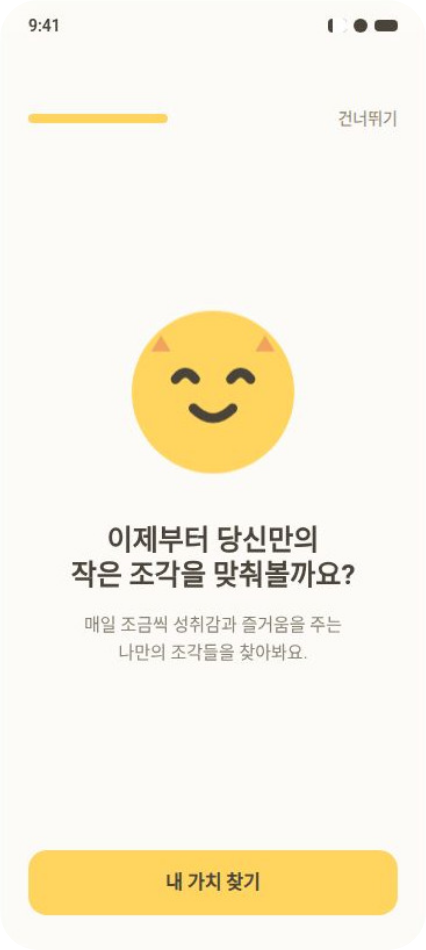 9:41
건너뛰기
이제부터 당신만의
작은 조각을 맞춰볼까요?
매일 조금씩 성취감과 즐거움을 주는
나만의 조각들을 찾아봐요.
내 가치 찾기